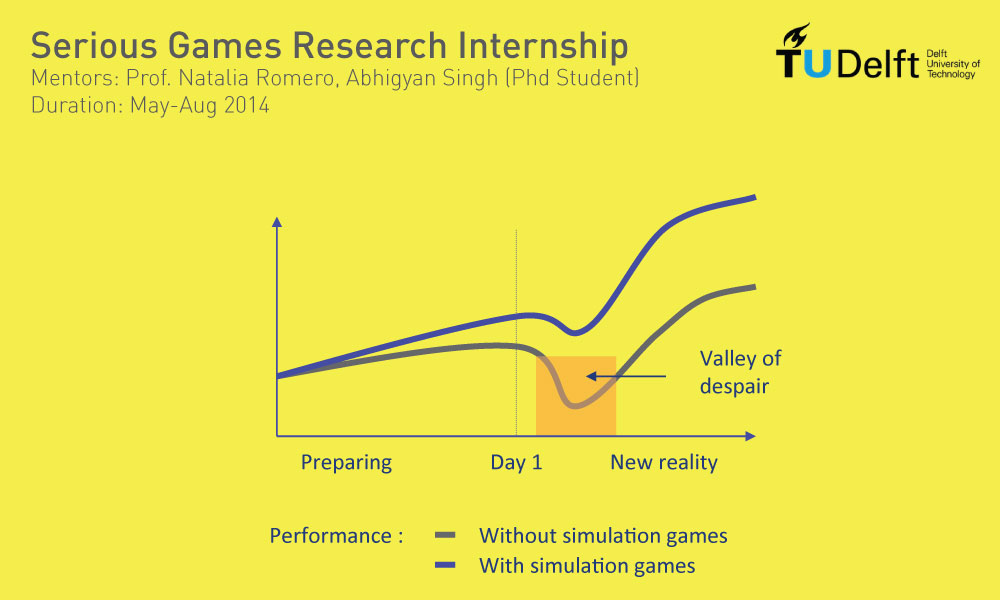 Serious Games Research Internship
Mentors: Prof. Natalia Romero, Abhigyan Singh (Phd Student)
Duration: May-Aug 2014
TU Delft
Delft
University of
Technology
Valley of
despair
Preparing
Day 1
New reality
Performance :
Without simulation games
With simulation games